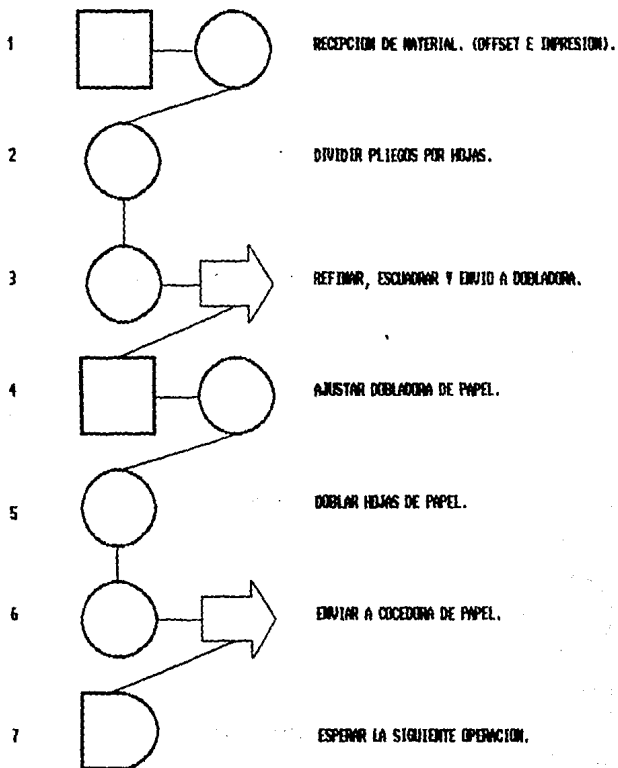 1 RECEPCION DE MATERIAL. (OFFSET E IMPRESION).
2 DIVIDIR PLIEGOS POR HOJAS.
3 REFINAR, ESCUADRAR Y ENVIO A DOBLADORA.
4 AJUSTAR DOBLADORA DE PAPEL.
5 DOBLAR HOJAS DE PAPEL.
6 ENVIAR A COCEDORA DE PAPEL.
7 ESPERAR LA SIGUIENTE OPERACION.